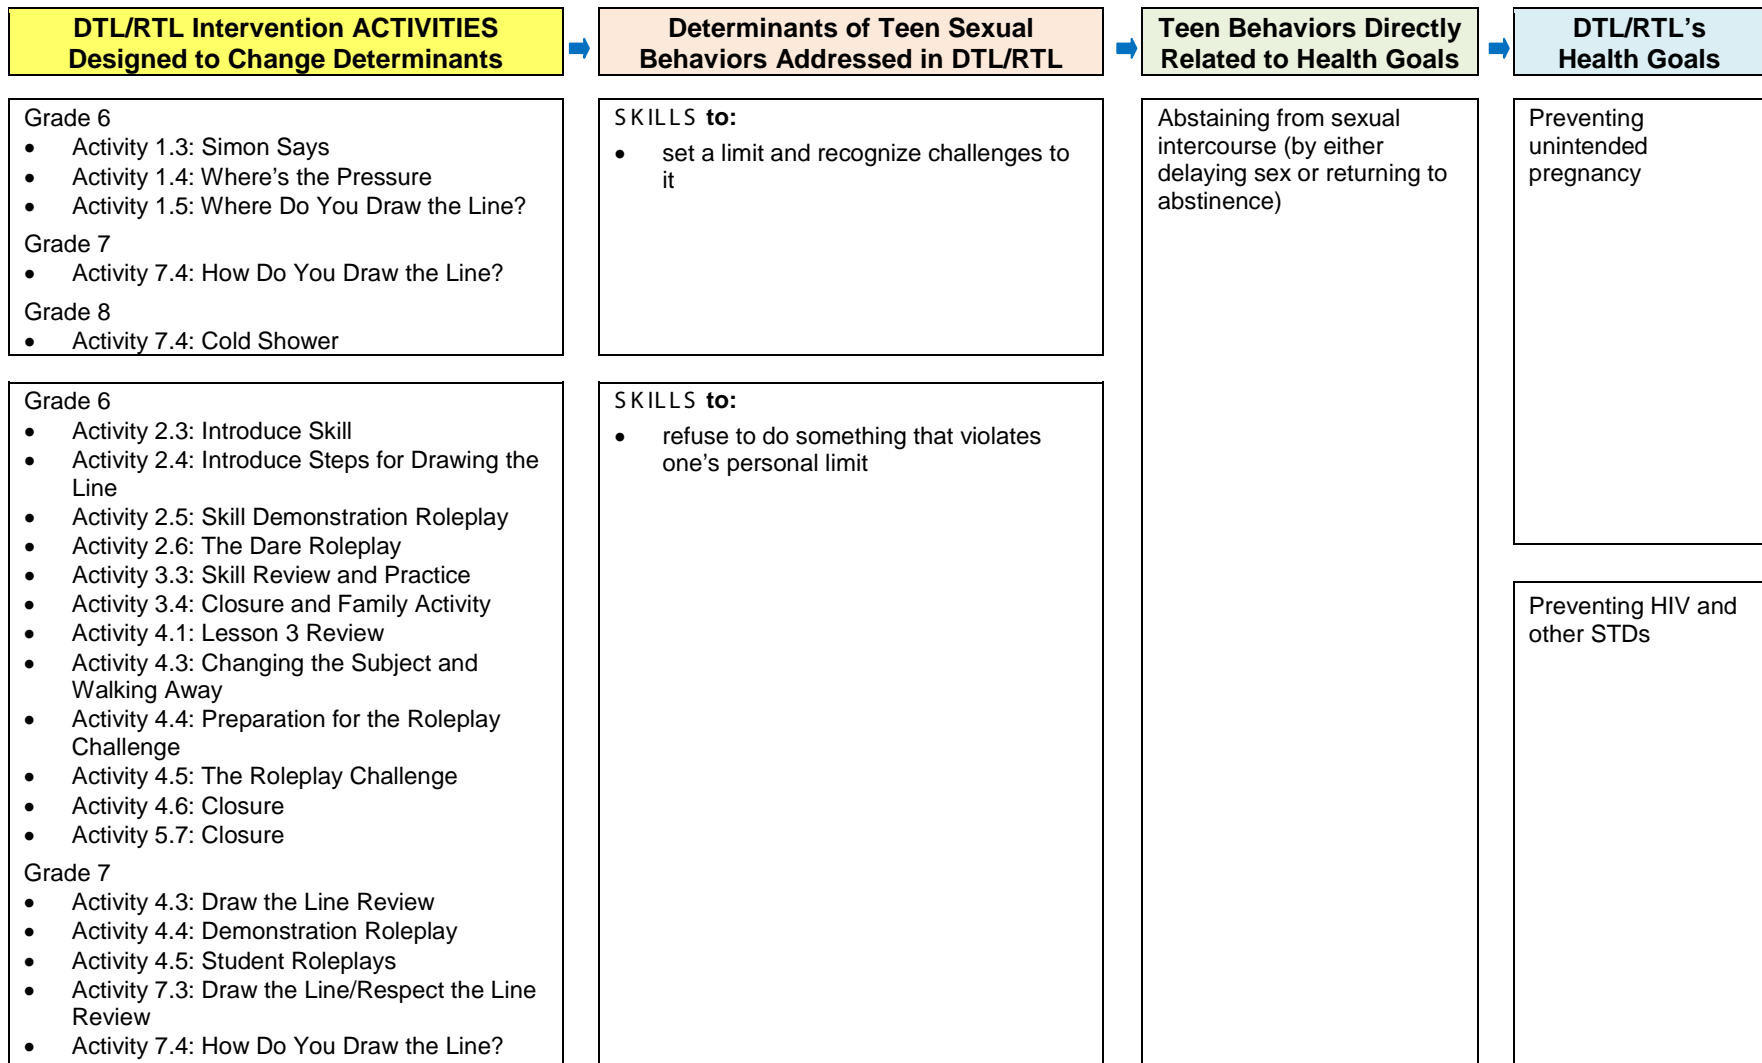 DTL/RTL Intervention ACTIVITIES
Designed to Change Determinants
Determinants of Teen Sexual
Behaviors Addressed in DTL/RTL
Teen Behaviors Directly
Related to Health Goals
DTL/RTL's
Health Goals
Grade 6
• Activity 1.3: Simon Says
• Activity 1.4: Where's the Pressure
• Activity 1.5: Where Do You Draw the Line?
Grade 7
• Activity 7.4: How Do You Draw the Line?
Grade 8
• Activity 7.4: Cold Shower
SKILLS to:
• set a limit and recognize challenges to
it
Abstaining from sexual
intercourse (by either
delaying sex or returning to
abstinence)
Preventing
unintended
pregnancy
Grade 6
• Activity 2.3: Introduce Skill
• Activity 2.4: Introduce Steps for Drawing the
Line
• Activity 2.5: Skill Demonstration Roleplay
• Activity 2.6: The Dare Roleplay
• Activity 3.3: Skill Review and Practice
• Activity 3.4: Closure and Family Activity
• Activity 4.1: Lesson 3 Review
• Activity 4.3: Changing the Subject and
Walking Away
• Activity 4.4: Preparation for the Roleplay
Challenge
• Activity 4.5: The Roleplay Challenge
• Activity 4.6: Closure
• Activity 5.7: Closure
Grade 7
• Activity 4.3: Draw the Line Review
• Activity 4.4: Demonstration Roleplay
• Activity 4.5: Student Roleplays
• Activity 7.3: Draw the Line/Respect the Line
Review
• Activity 7.4: How Do You Draw the Line?
SKILLS to:
• refuse to do something that violates
one's personal limit
Preventing HIV and
other STDs